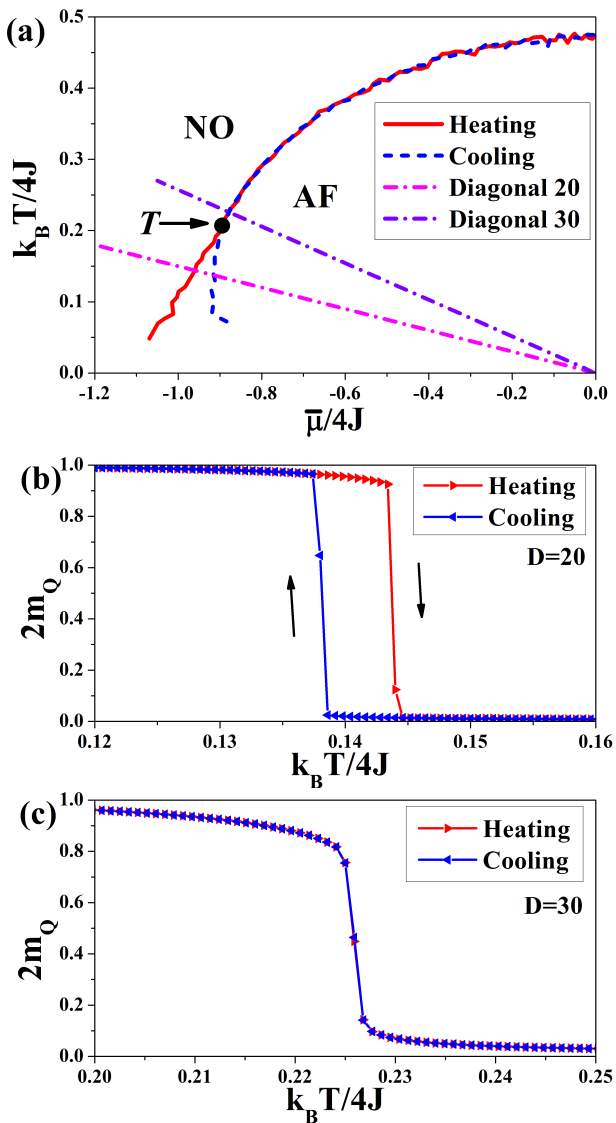 (a)
k_B T/4J
0.5
0.4
0.3
0.2
0.1
0.0
NO
AF
T
Heating
Cooling
Diagonal 20
Diagonal 30
-1.2 -1.0 -0.8 -0.6 -0.4 -0.2 0.0
μ̅/4J
(b)
2m_Q
1.0
0.8
0.6
0.4
0.2
0.0
Heating
Cooling
D=20
0.12 0.13 0.14 0.15 0.16
k_B T/4J
(c)
2m_Q
1.0
0.8
0.6
0.4
0.2
0.0
Heating
Cooling
D=30
0.20 0.21 0.22 0.23 0.24 0.25
k_B T/4J